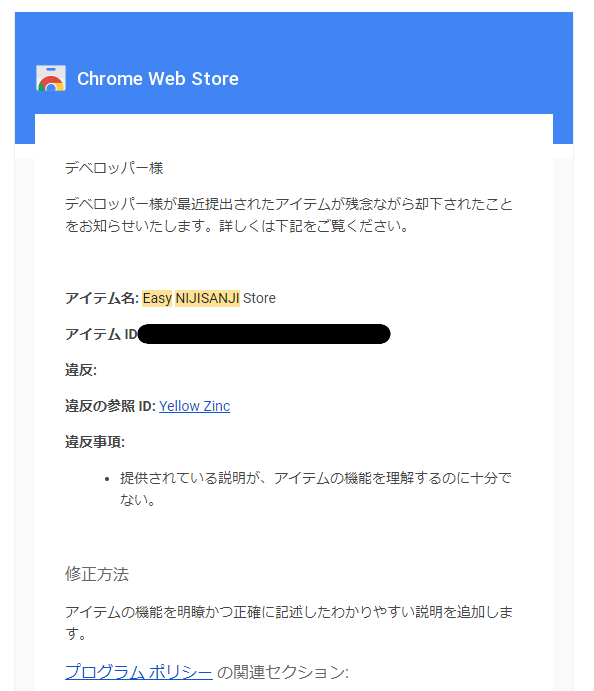 Chrome Web Store
デベロッパー様
デベロッパー様が最近提出されたアイテムが残念ながら却下されたこと
をお知らせいたします。詳しくは下記をご覧ください。
アイテム名: Easy NIJISANJI Store
アイテム ID
違反:
違反の参照 ID: Yellow Zinc
違反事項:
• 提供されている説明が、アイテムの機能を理解するのに十分で
ない。
修正方法
アイテムの機能を明瞭かつ正確に記述したわかりやすい説明を追加しま
す。
プログラム ポリシー の関連セクション: